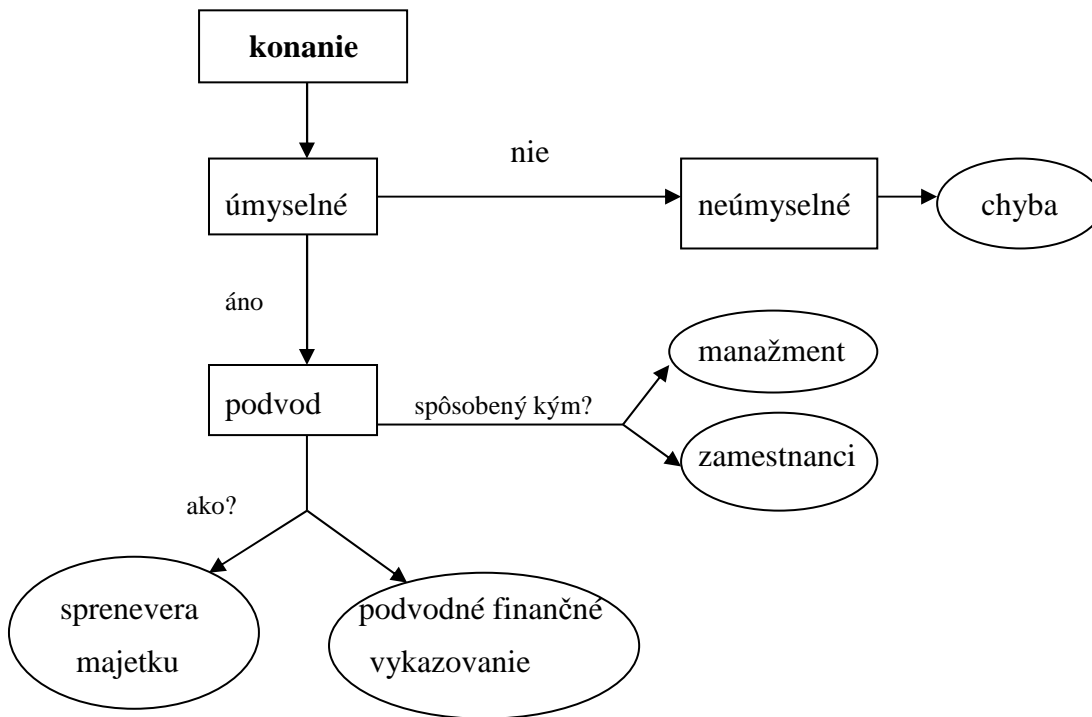 konanie
nie
úmyselné
neúmyselné
chyba
áno
manažment
podvod
spôsobený kým?
zamestnanci
ako?
sprenevera
majetku
podvodné finančné
vykazovanie